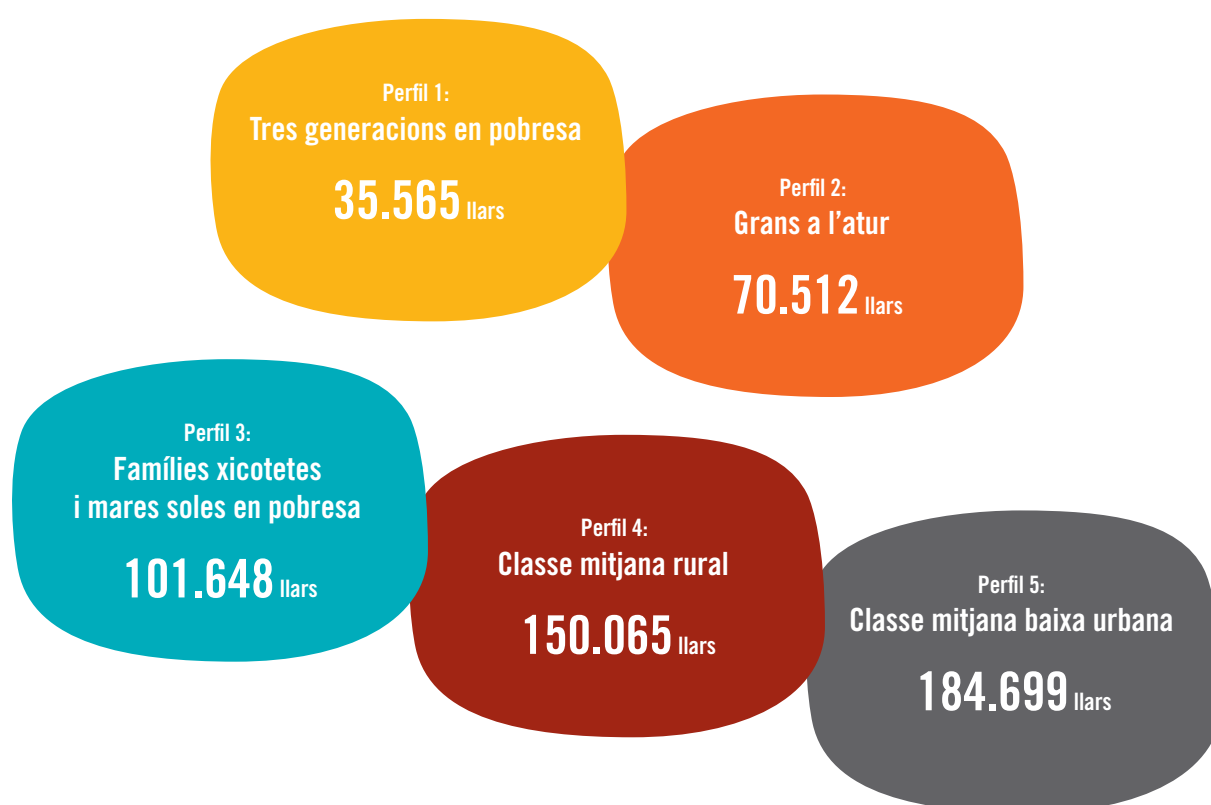 Perfil 1:
Tres generacions en pobresa
35.565 llars
Perfil 2:
Grans a l’atur
70.512 llars
Perfil 3:
Famílies xicotetes
i mares soles en pobresa
101.648 llars
Perfil 4:
Classe mitjana rural
150.065 llars
Perfil 5:
Classe mitjana baixa urbana
184.699 llars